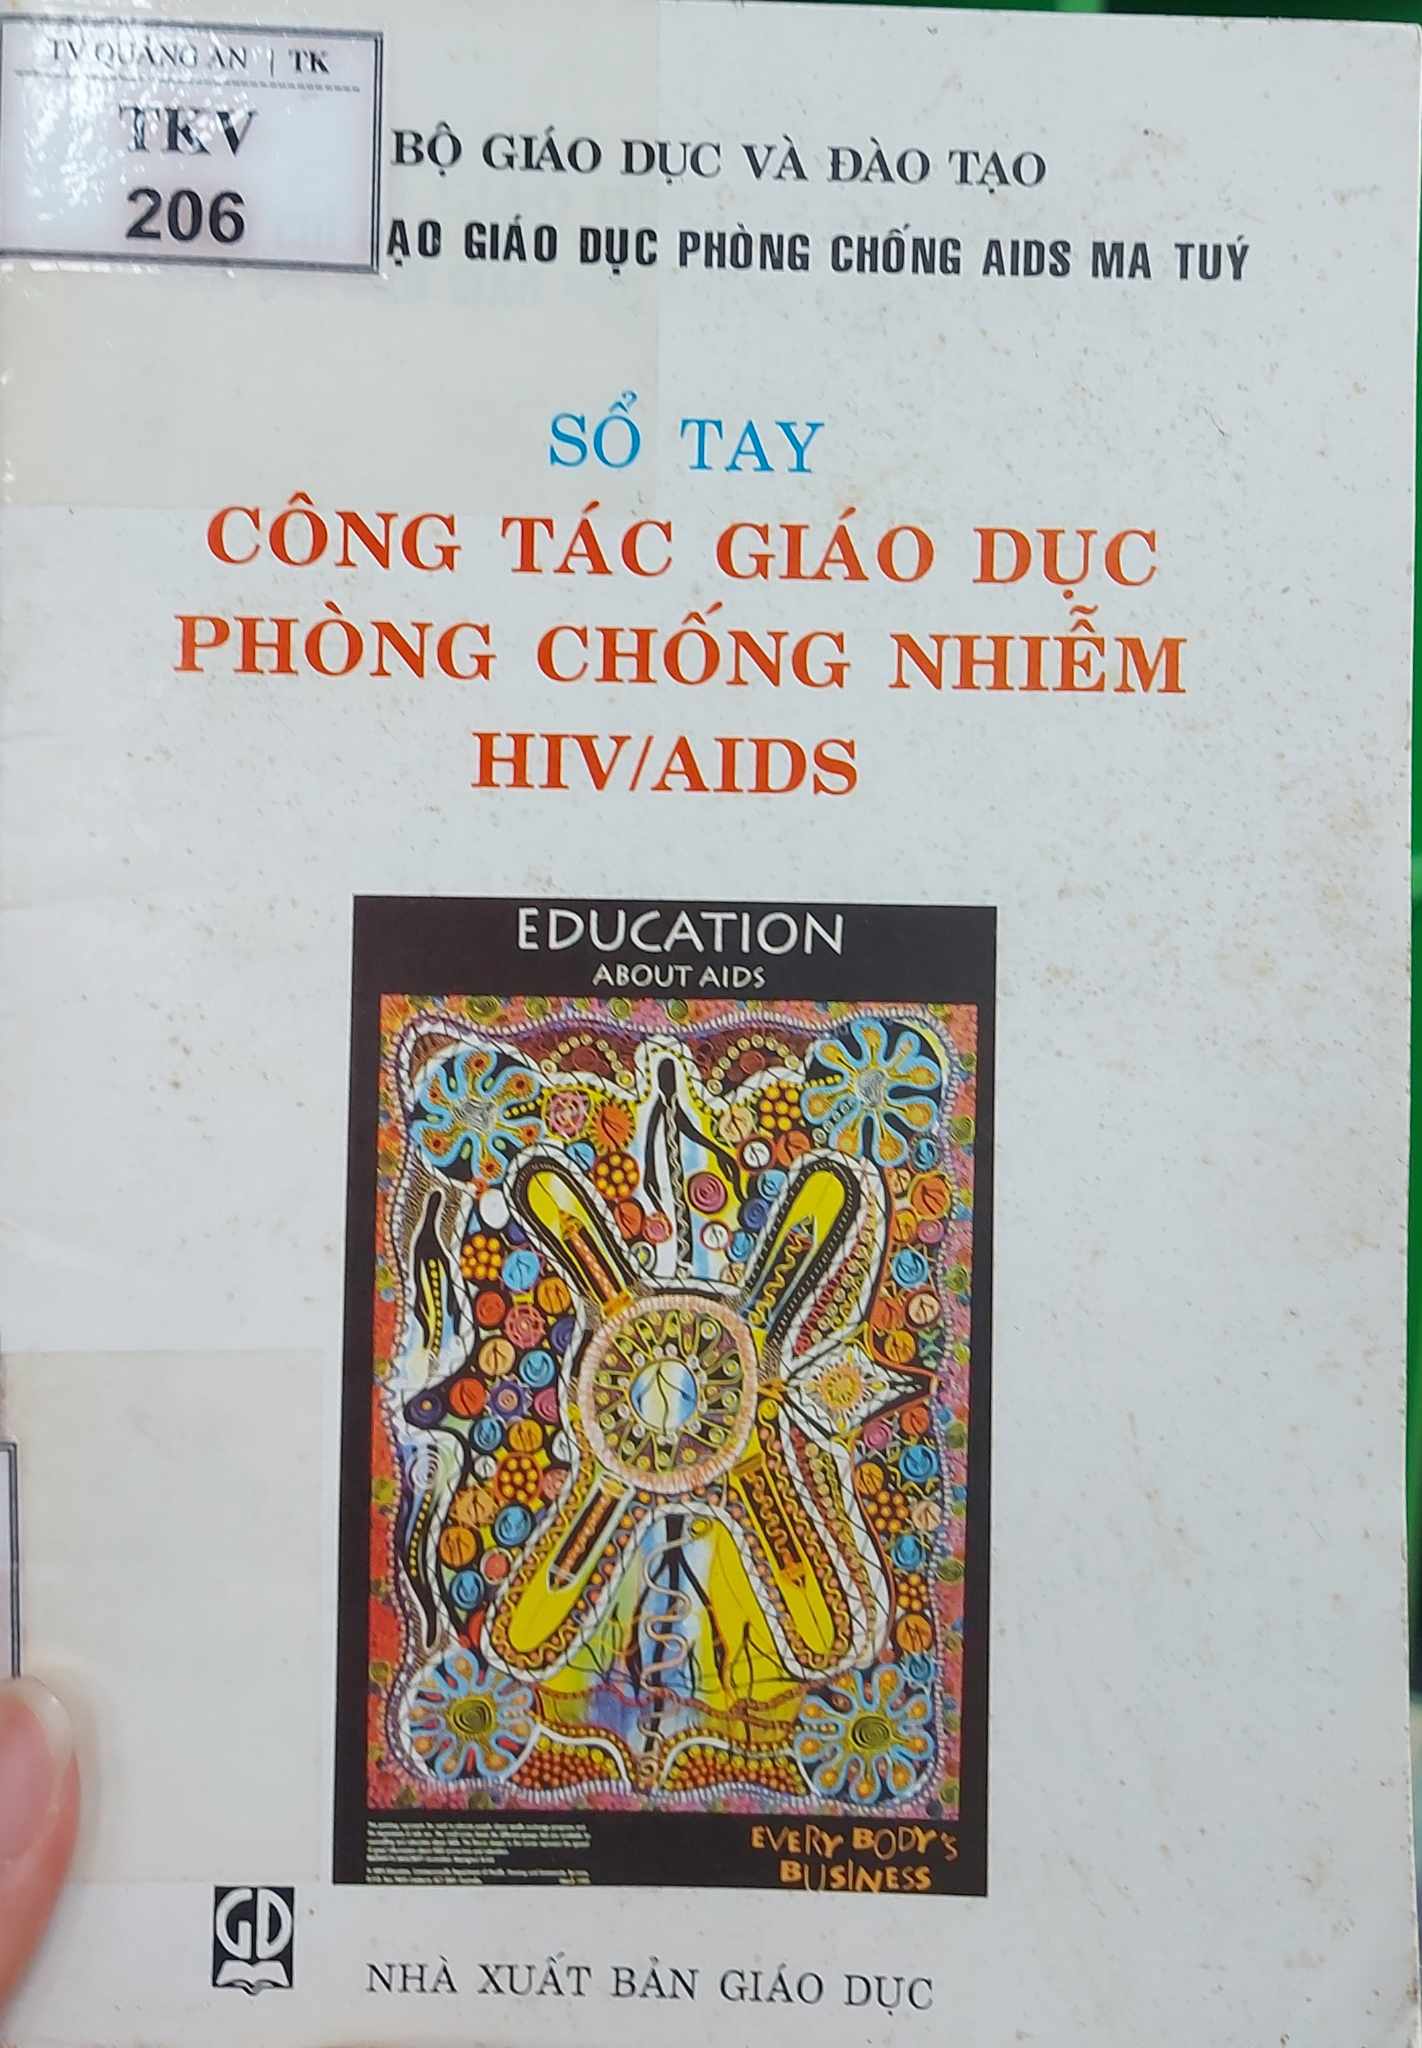 TV QUẢNG AN | TK
TKV
206
BỘ GIÁO DỤC VÀ ĐÀO TẠO
ẠO GIÁO DỤC PHÒNG CHỐNG AIDS MA TUÝ
SỔ TAY
CÔNG TÁC GIÁO DỤC
PHÒNG CHỐNG NHIỄM
HIV/AIDS
EDUCATION
ABOUT AIDS
EVERY BODY'S
BUSINESS
GD
NHÀ XUẤT BẢN GIÁO DỤC